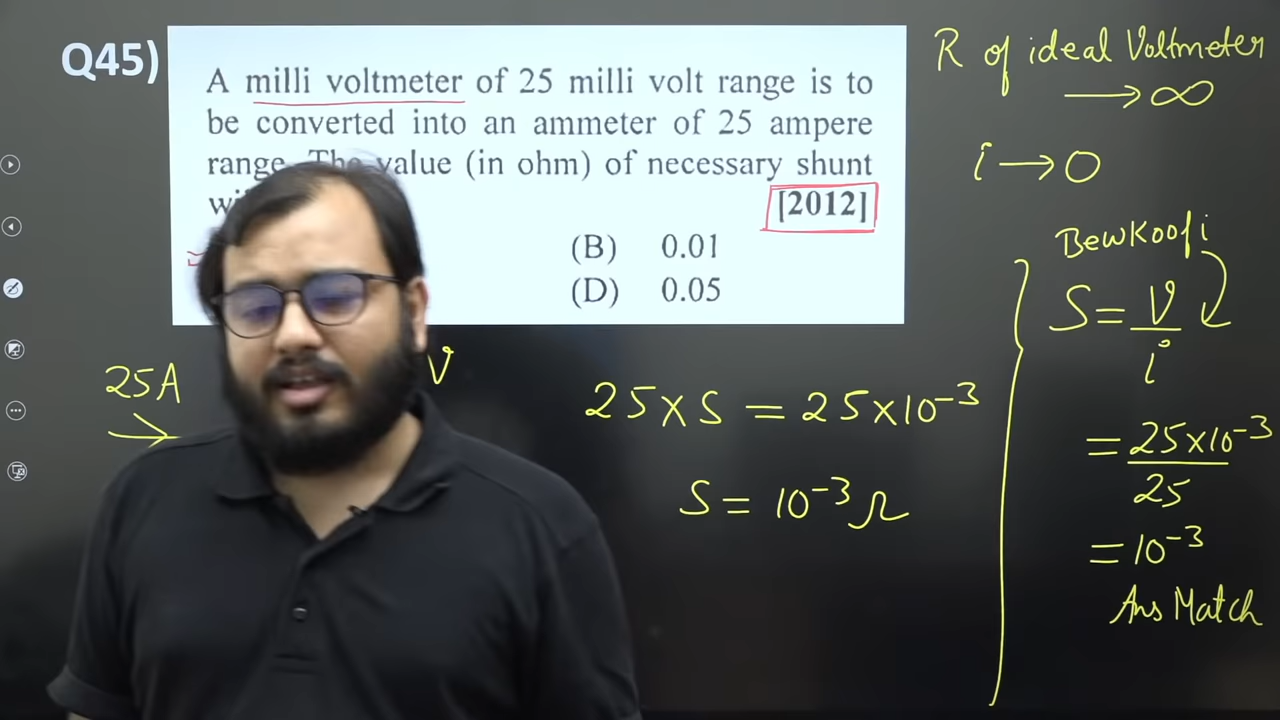 Q45)
A milli voltmeter of 25 milli volt range is to
be converted into an ammeter of 25 ampere
range. The value (in ohm) of necessary shunt
[2012]
(B) 0.01
(D) 0.05
25A
V
25 x S = 25 x 10⁻³
S = 10⁻³ Ω
R of ideal Voltmeter
→ ∞
i → 0
Bewkoofi
S = V/i
= 25x10⁻³/25
= 10⁻³
Ans Match